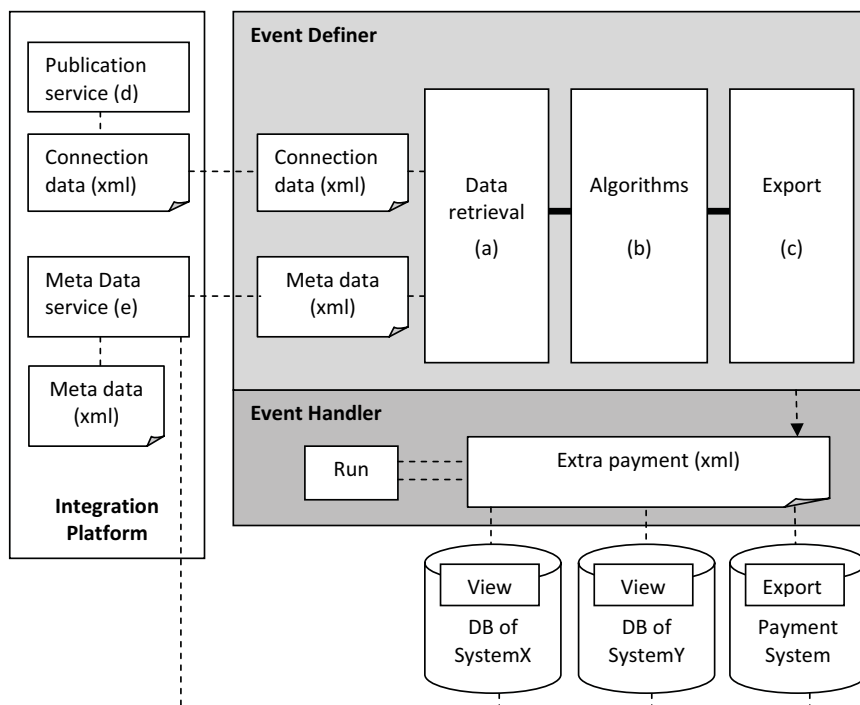 Publication
service (d)
Connection
data (xml)
Meta Data
service (e)
Meta data
(xml)
Integration
Platform
Event Definer
Connection
data (xml)
Meta data
(xml)
Data
retrieval
(a)
Algorithms
(b)
Export
(c)
Event Handler
Run
Extra payment (xml)
View
DB of
SystemX
View
DB of
SystemY
Export
Payment
System